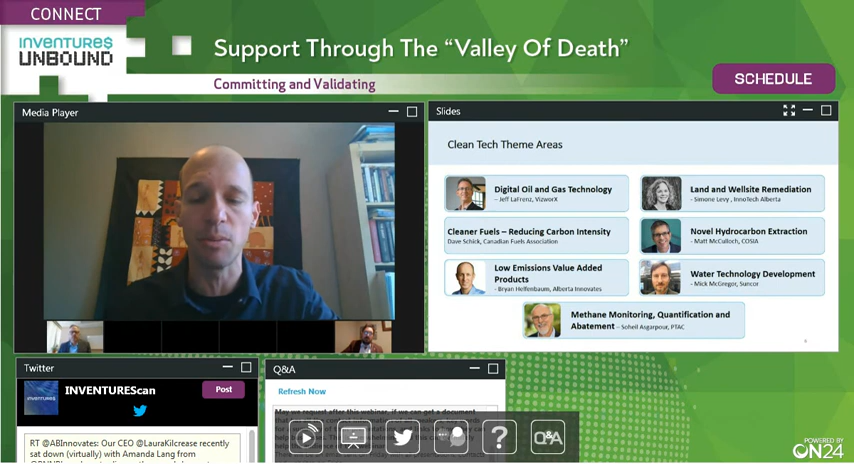 CONNECT
INVENTURE$
UNBOUND
Support Through The “Valley Of Death”
Committing and Validating
SCHEDULE
Media Player
Slides
Clean Tech Theme Areas
Digital Oil and Gas Technology
– Jeff LaFrenz, VizworX
Land and Wellsite Remediation
- Simone Levy , InnoTech Alberta
Cleaner Fuels – Reducing Carbon Intensity
Dave Schick, Canadian Fuels Association
Novel Hydrocarbon Extraction
- Matt McCulloch, COSIA
Low Emissions Value Added
Products
- Bryan Helfenbaum, Alberta Innovates
Water Technology Development
- Mick McGregor, Suncor
Methane Monitoring, Quantification and
Abatement – Soheil Asgarpour, PTAC
Twitter
INVENTUREScan
Post
RT @ABInnovates: Our CEO @LauraKilcrease recently
sat down (virtually) with Amanda Lang from
Q&A
Refresh Now
May we request after this webinar, if we can get a document
Q&A
POWERED BY
ON24